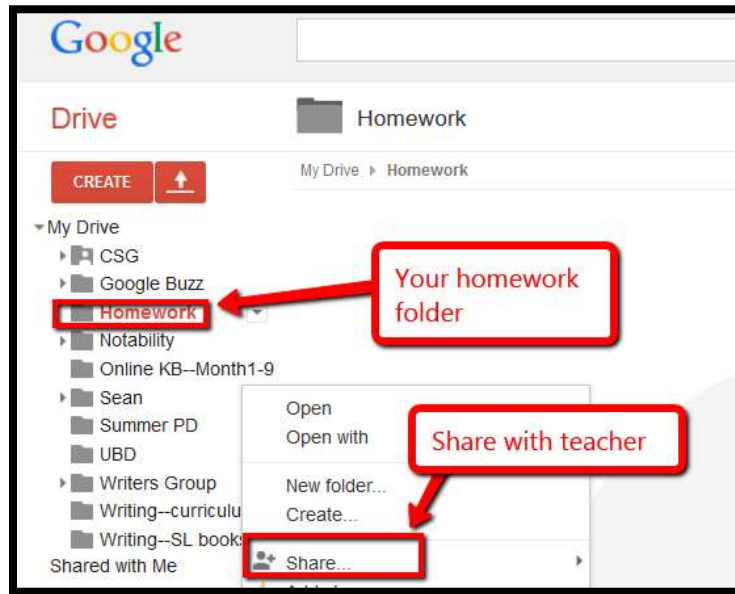 Google
Drive
Homework
CREATE
My Drive Homework
My Drive
CSG
Google Buzz
Homework
Notability
Online KB--Month1-9
Sean
Summer PD
UBD
Writers Group
Writing--curriculu
Writing--SL books
Shared with Me
Your homework
folder
Open
Open with
Share with teacher
New folder...
Create...
Share...